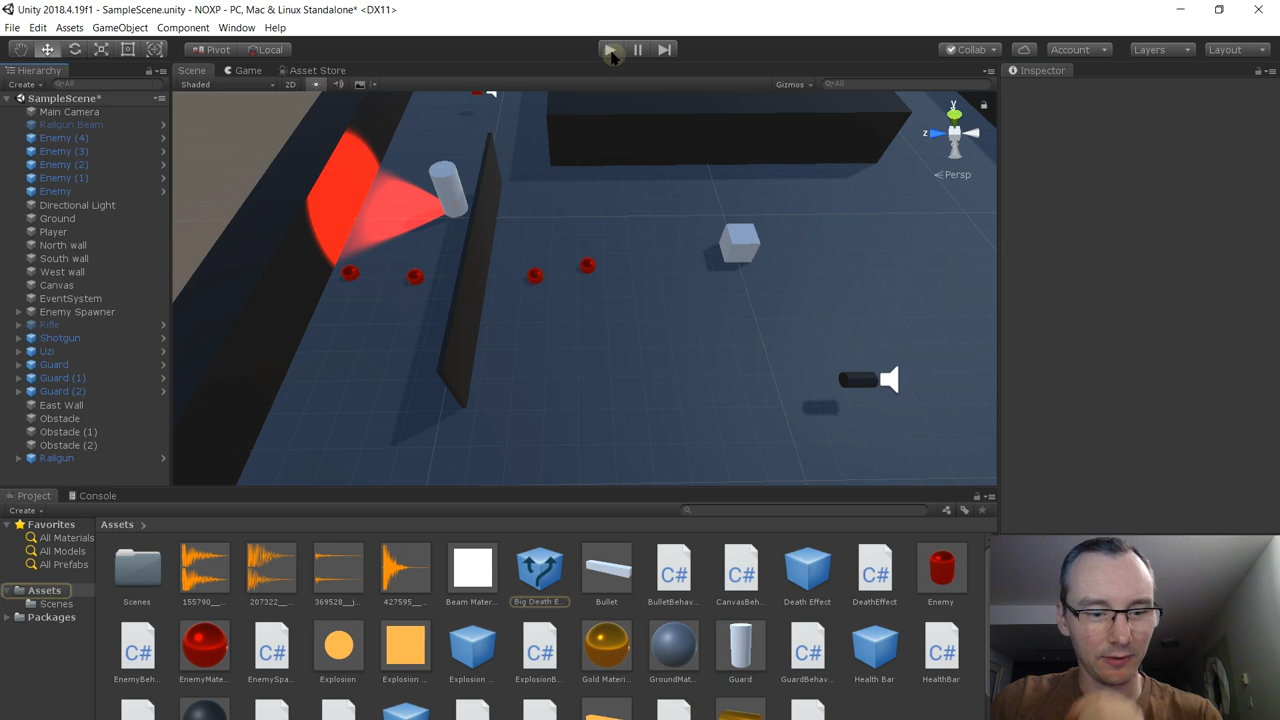 Unity 2018.4.19f1 - SampleScene.unity - NOXP - PC, Mac & Linux Standalone* <DX11>
File Edit Assets GameObject Component Window Help
Pivot Local Collab Account Layers Layout
Hierarchy Scene Game Asset Store Inspector
Create All Shaded 2D Gizmos All
SampleScene*
Main Camera
Railgun Beam
Enemy (4)
Enemy (3)
Enemy (2)
Enemy (1)
Enemy
Directional Light
Ground
Player
North wall
South wall
West wall
Canvas
EventSystem
Enemy Spawner
Rifle
Shotgun
Uzi
Guard
Guard (1)
Guard (2)
East Wall
Obstacle
Obstacle (1)
Obstacle (2)
Railgun
y
z
Persp
Project Console
Create
Favorites
All Materials
All Models
All Prefabs
Assets
Scenes
Packages
Assets
C# C# C#
Scenes 155790__... 207322__... 369528__j... 427595__... Beam Mater... Big Death E... Bullet BulletBehav... CanvasBeh... Death Effect DeathEffect Enemy
C# C# C# C# C#
EnemyBeh... EnemyMate... EnemySpa... Explosion Explosion ... Explosion ... ExplosionB... Gold Materi... GroundMat... Guard GuardBehav... Health Bar HealthBar